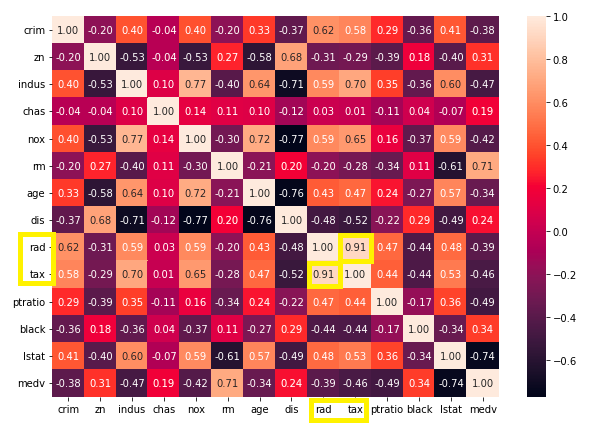 crim 1.00 -0.20 0.40 -0.04 0.40 -0.20 0.33 -0.37 0.62 0.58 0.29 -0.36 0.41 -0.38
zn -0.20 1.00 -0.53 -0.04 -0.53 0.27 -0.58 0.68 -0.31 -0.29 -0.39 0.18 -0.40 0.31
indus 0.40 -0.53 1.00 0.10 0.77 -0.40 0.64 -0.71 0.59 0.70 0.35 -0.36 0.60 -0.47
chas -0.04 -0.04 0.10 1.00 0.14 0.11 0.10 -0.12 0.03 0.01 -0.11 0.04 -0.07 0.19
nox 0.40 -0.53 0.77 0.14 1.00 -0.30 0.72 -0.77 0.59 0.65 0.16 -0.37 0.59 -0.42
rm -0.20 0.27 -0.40 0.11 -0.30 1.00 -0.21 0.20 -0.20 -0.28 -0.34 0.11 -0.61 0.71
age 0.33 -0.58 0.64 0.10 0.72 -0.21 1.00 -0.76 0.43 0.47 0.24 -0.27 0.57 -0.34
dis -0.37 0.68 -0.71 -0.12 -0.77 0.20 -0.76 1.00 -0.48 -0.52 -0.22 0.29 -0.49 0.24
rad 0.62 -0.31 0.59 0.03 0.59 -0.20 0.43 -0.48 1.00 0.91 0.47 -0.44 0.48 -0.39
tax 0.58 -0.29 0.70 0.01 0.65 -0.28 0.47 -0.52 0.91 1.00 0.44 -0.44 0.53 -0.46
ptratio 0.29 -0.39 0.35 -0.11 0.16 -0.34 0.24 -0.22 0.47 0.44 1.00 -0.17 0.36 -0.49
black -0.36 0.18 -0.36 0.04 -0.37 0.11 -0.27 0.29 -0.44 -0.44 -0.17 1.00 -0.34 0.34
lstat 0.41 -0.40 0.60 -0.07 0.59 -0.61 0.57 -0.49 0.48 0.53 0.36 -0.34 1.00 -0.74
medv -0.38 0.31 -0.47 0.19 -0.42 0.71 -0.34 0.24 -0.39 -0.46 -0.49 0.34 -0.74 1.00
crim zn indus chas nox rm age dis rad tax ptratio black lstat medv
1.0
0.8
0.6
0.4
0.2
0.0
-0.2
-0.4
-0.6